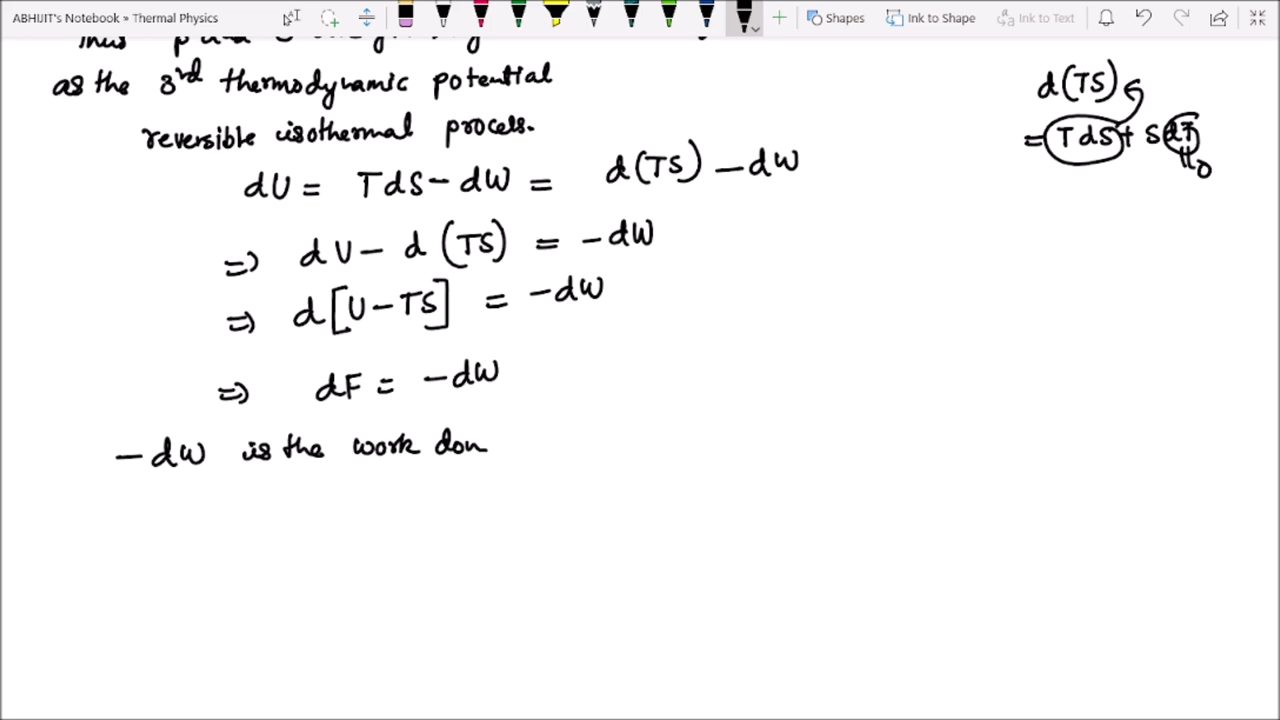 ABHIJIT's Notebook » Thermal Physics
Shapes
Ink to Shape
Ink to Text
Thus
as the 3rd thermodynamic potential
reversible isothermal process.
dU = TdS - dW = d(TS) - dW
=> dU - d(TS) = -dW
=> d[U - TS] = -dW
=> dF = -dW
-dW is the work don
d(TS)
= TdS + SdT
0